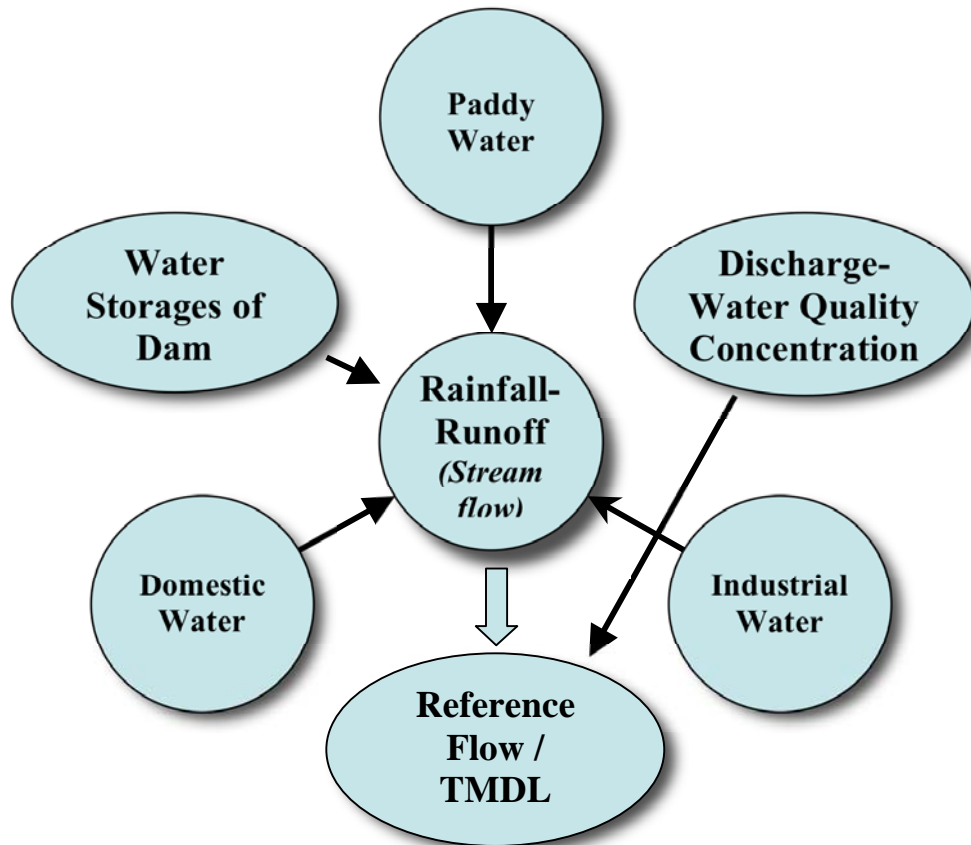 Paddy
Water
Water
Storages of
Dam
Discharge-
Water Quality
Concentration
Rainfall-
Runoff
(Stream
flow)
Domestic
Water
Industrial
Water
Reference
Flow /
TMDL